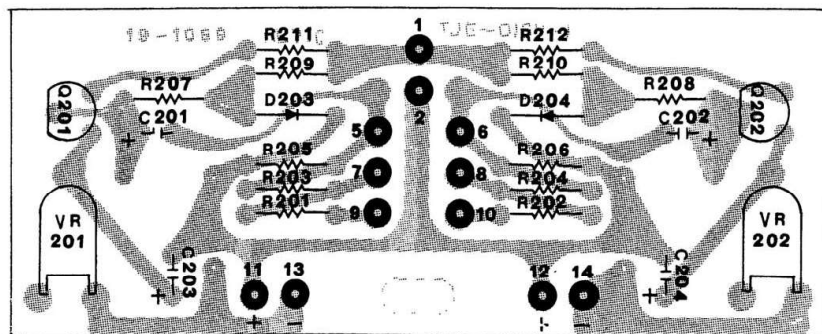 19-1069
1
R211
R212
R209
R210
R207
R208
Q201
D203
2
D204
Q202
C201
C202
+
5
6
+
R205
R206
R203
7
8
R204
R201
9
10
R202
VR
201
VR
202
C203
C204
11
13
12
14
+
+
+
-
+
-